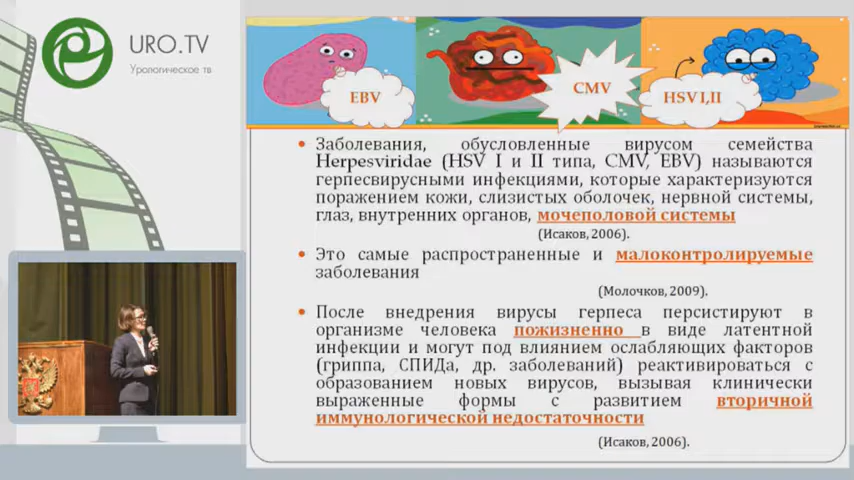 URO.TV
Урологическое тв
EBV
CMV
HSV I,II
Заболевания, обусловленные вирусом семейства
Herpesviridae (HSV I и II типа, CMV, EBV) называются
герпесвирусными инфекциями, которые характеризуются
поражением кожи, слизистых оболочек, нервной системы,
глаз, внутренних органов, мочеполовой системы
(Исаков, 2006).
Это самые распространенные и малоконтролируемые
заболевания
(Молочков, 2009).
После внедрения вирусы герпеса персистируют в
организме человека пожизненно в виде латентной
инфекции и могут под влиянием ослабляющих факторов
(гриппа, СПИДа, др. заболеваний) реактивироваться с
образованием новых вирусов, вызывая клинически
выраженные формы с развитием вторичной
иммунологической недостаточности
(Исаков, 2006).